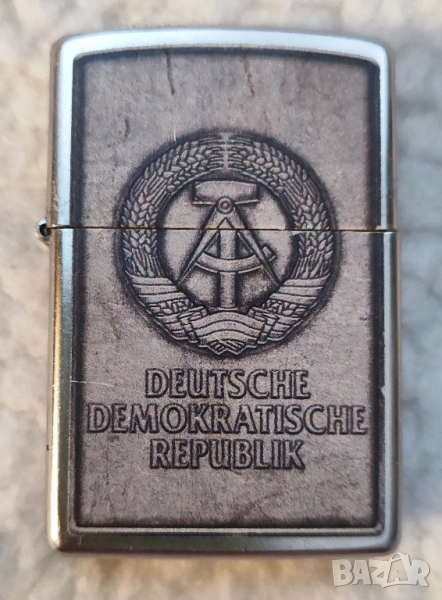 DEUTSCHE
DEMOKRATISCHE
REPUBLIK
BAZAR